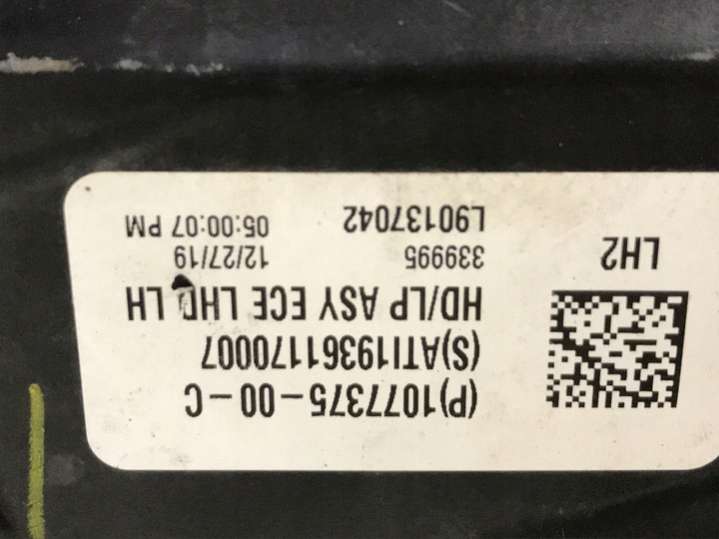 (P)1077375-00-C
(S)ATI19361170007
HD/LP ASY ECE LHD LH
339995 12/27/19
L90137042 05:00:07 PM
LH2